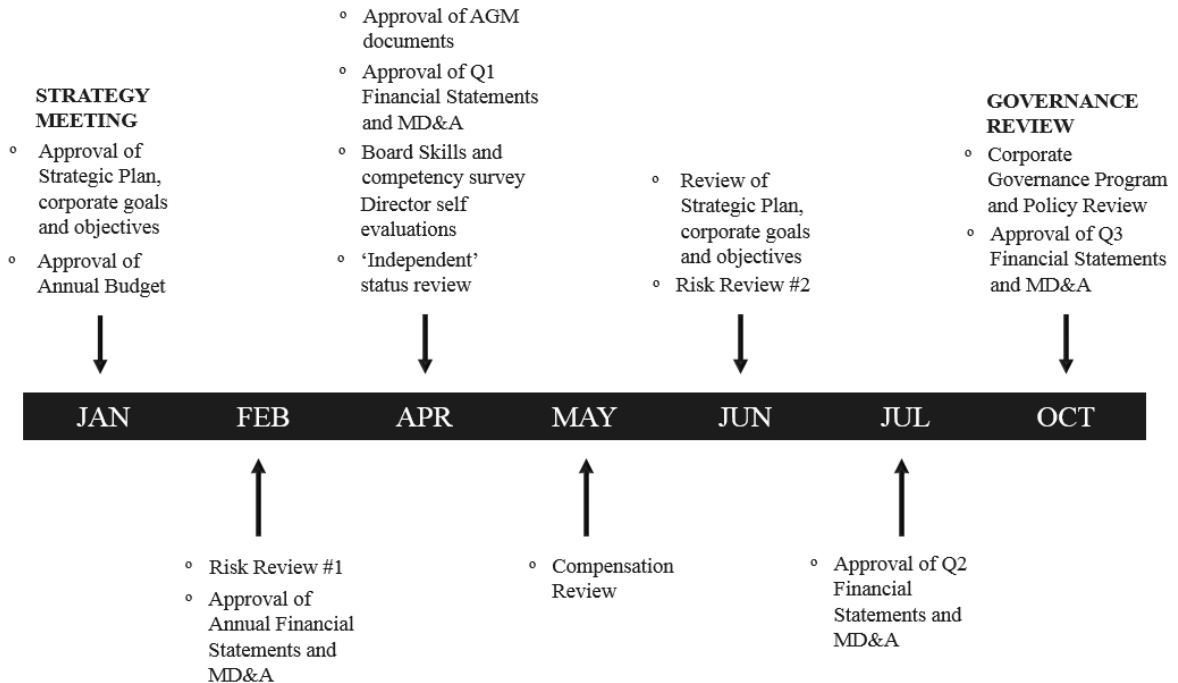 STRATEGY
MEETING
° Approval of
Strategic Plan,
corporate goals
and objectives
° Approval of
Annual Budget
° Approval of AGM
documents
° Approval of Q1
Financial Statements
and MD&A
° Board Skills and
competency survey
Director self
evaluations
° ‘Independent’
status review
° Review of
Strategic Plan,
corporate goals
and objectives
° Risk Review #2
GOVERNANCE
REVIEW
° Corporate
Governance Program
and Policy Review
° Approval of Q3
Financial Statements
and MD&A
JAN FEB APR MAY JUN JUL OCT
° Risk Review #1
° Approval of
Annual Financial
Statements and
MD&A
° Compensation
Review
° Approval of Q2
Financial
Statements and
MD&A